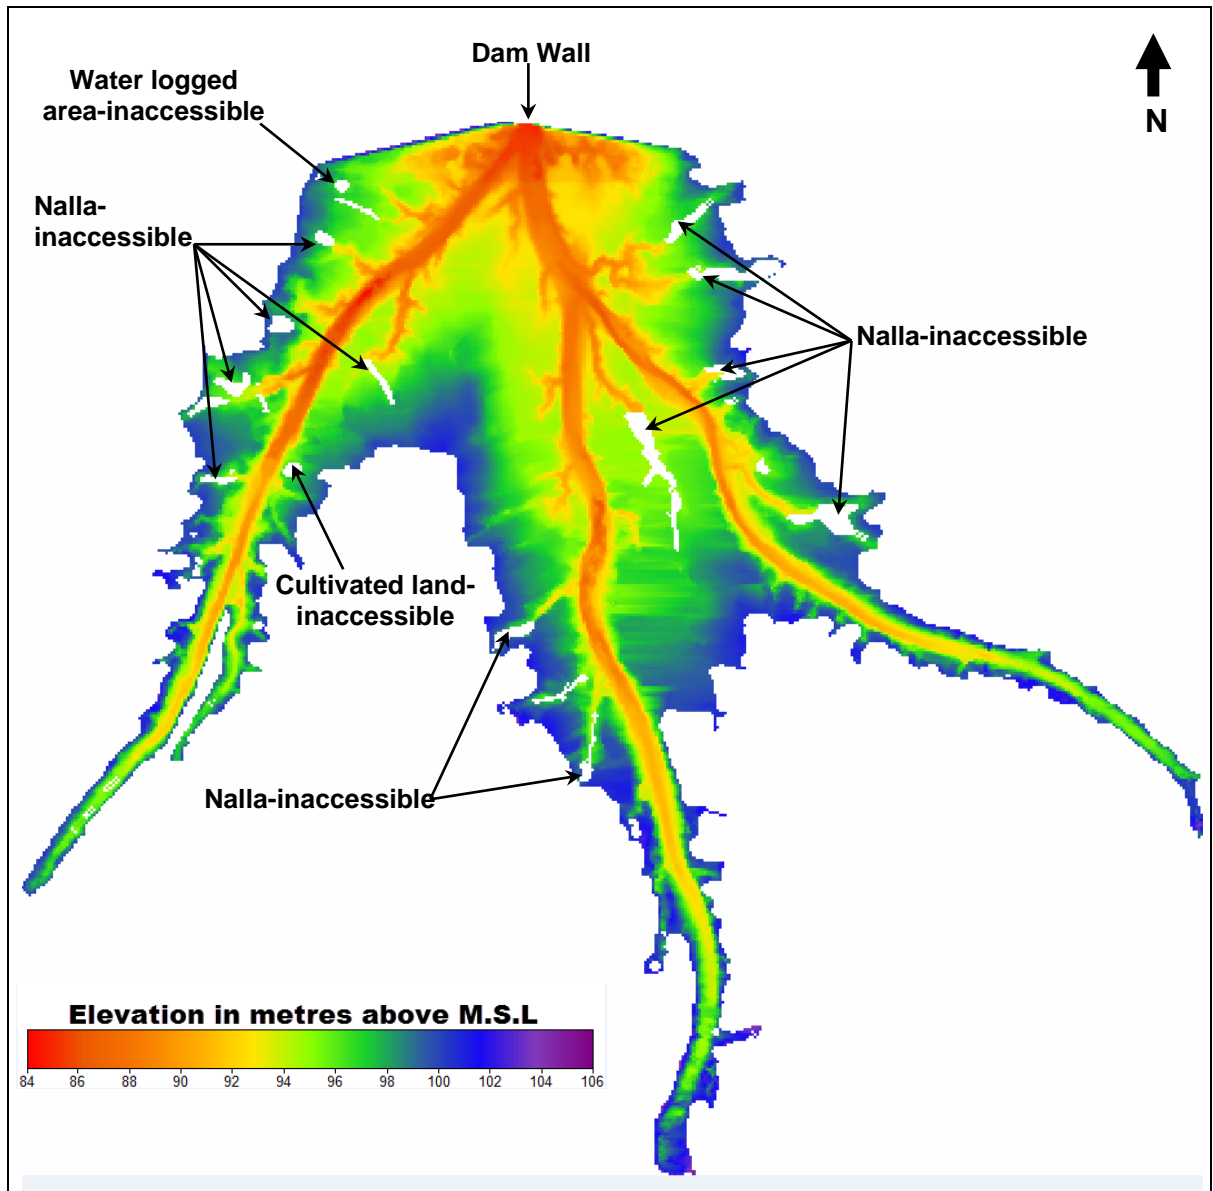 Dam Wall
Water logged
area-inaccessible
N
Nalla-
inaccessible
Nalla-inaccessible
Cultivated land-
inaccessible
Nalla-inaccessible
Elevation in metres above M.S.L
84 86 88 90 92 94 96 98 100 102 104 106